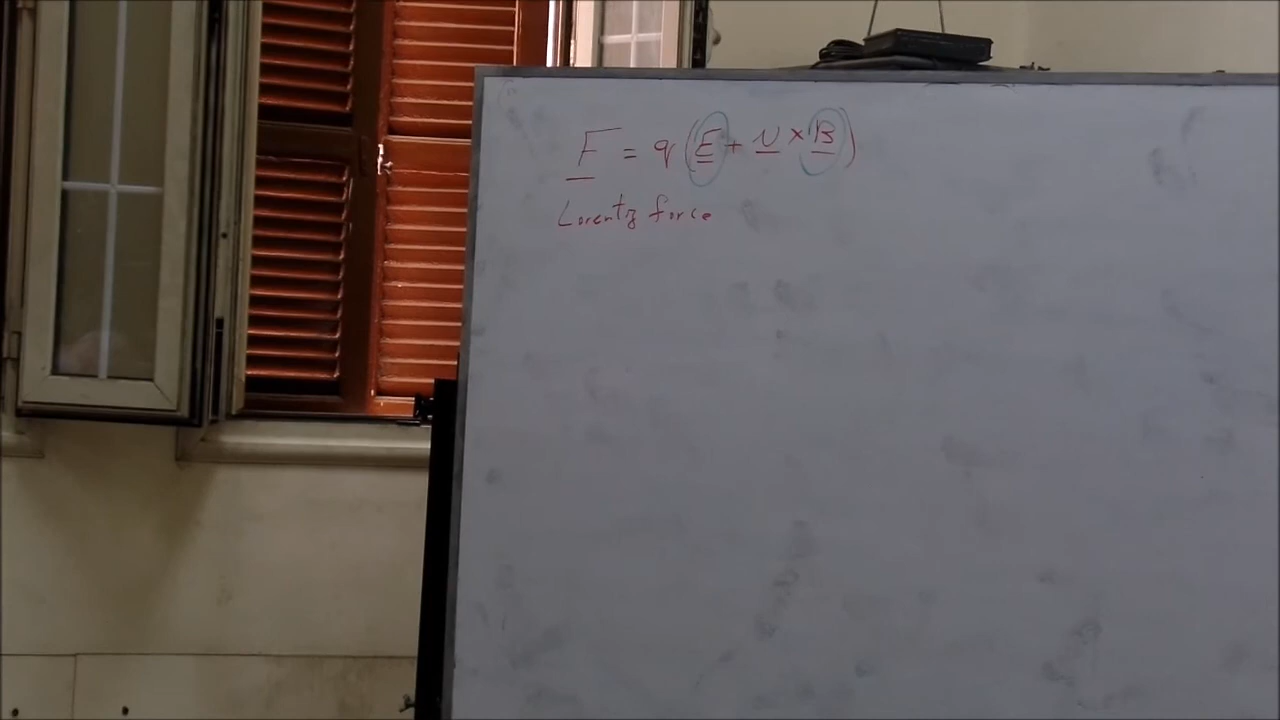 F = q (E + v × B)
Lorentz force